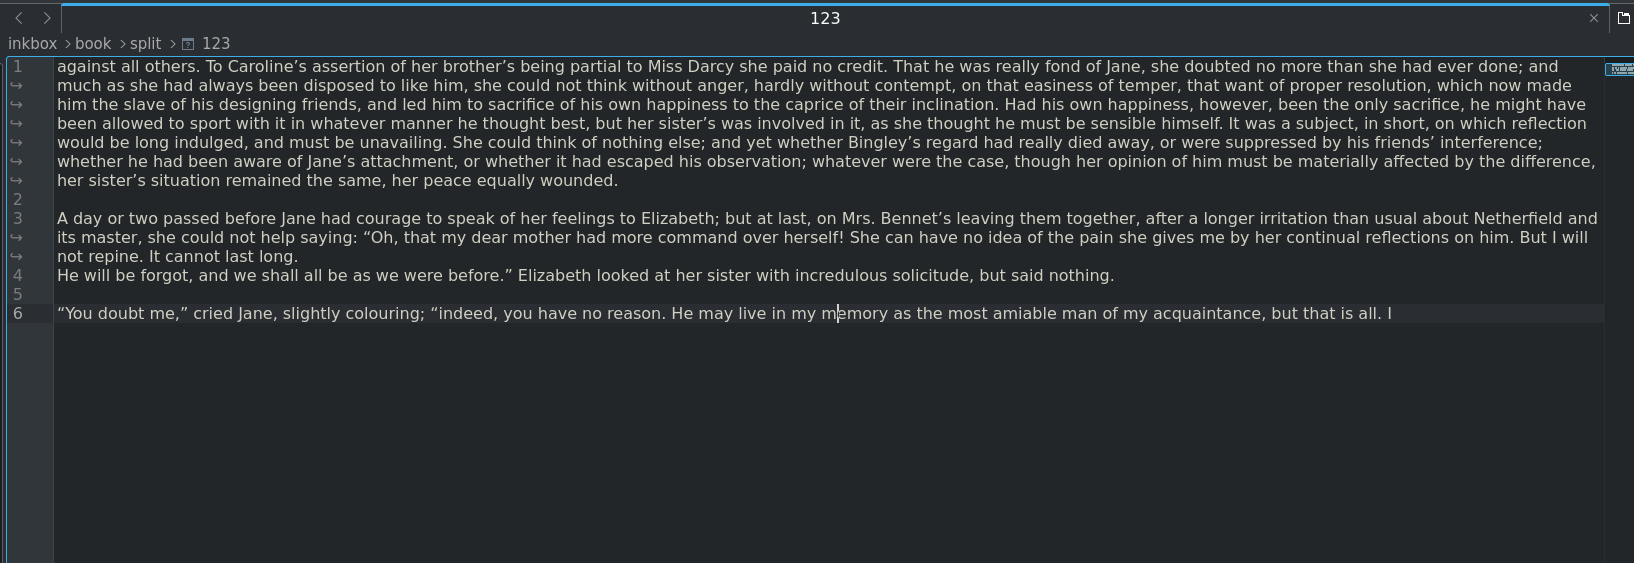 123
inkbox > book > split > 123
1 against all others. To Caroline’s assertion of her brother’s being partial to Miss Darcy she paid no credit. That he was really fond of Jane, she doubted no more than she had ever done; and
much as she had always been disposed to like him, she could not think without anger, hardly without contempt, on that easiness of temper, that want of proper resolution, which now made
him the slave of his designing friends, and led him to sacrifice of his own happiness to the caprice of their inclination. Had his own happiness, however, been the only sacrifice, he might have
been allowed to sport with it in whatever manner he thought best, but her sister’s was involved in it, as she thought he must be sensible himself. It was a subject, in short, on which reflection
would be long indulged, and must be unavailing. She could think of nothing else; and yet whether Bingley’s regard had really died away, or were suppressed by his friends’ interference;
whether he had been aware of Jane’s attachment, or whether it had escaped his observation; whatever were the case, though her opinion of him must be materially affected by the difference,
her sister’s situation remained the same, her peace equally wounded.
2
3 A day or two passed before Jane had courage to speak of her feelings to Elizabeth; but at last, on Mrs. Bennet’s leaving them together, after a longer irritation than usual about Netherfield and
its master, she could not help saying: “Oh, that my dear mother had more command over herself! She can have no idea of the pain she gives me by her continual reflections on him. But I will
not repine. It cannot last long.
4 He will be forgot, and we shall all be as we were before.” Elizabeth looked at her sister with incredulous solicitude, but said nothing.
5
6 “You doubt me,” cried Jane, slightly colouring; “indeed, you have no reason. He may live in my memory as the most amiable man of my acquaintance, but that is all. I